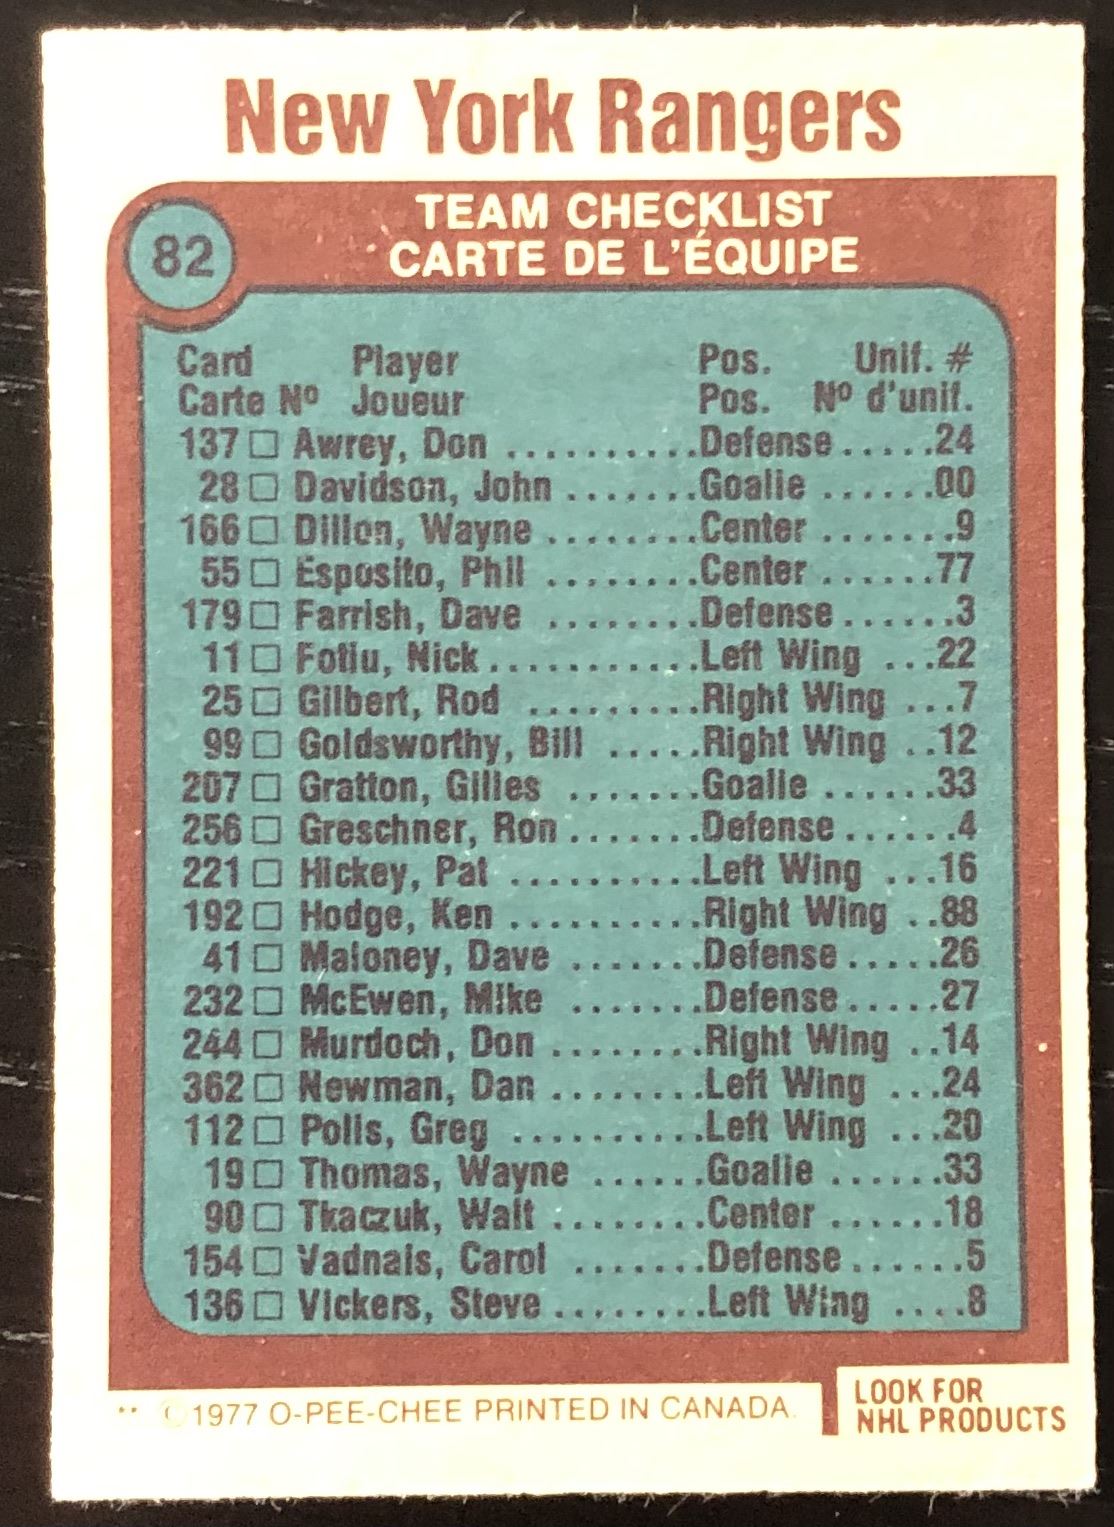 New York Rangers
TEAM CHECKLIST
CARTE DE L'ÉQUIPE
82
Card Player Pos. Unif. #
Carte Nº Joueur Pos. Nº d'unif.
137 □ Awrey, Don ..........Defense.....24
28 □ Davidson, John .......Goalie ......00
166 □ Dillon, Wayne ........Center .......9
55 □ Esposito, Phil ........Center ......77
179 □ Farrish, Dave ........Defense......3
11 □ Fotiu, Nick...........Left Wing ...22
25 □ Gilbert, Rod .........Right Wing ...7
99 □ Goldsworthy, Bill .....Right Wing ..12
207 □ Gratton, Gilles .......Goalie ......33
256 □ Greschner, Ron .......Defense......4
221 □ Hickey, Pat ..........Left Wing ...16
192 □ Hodge, Ken ..........Right Wing ..88
41 □ Maloney, Dave .......Defense.....26
232 □ McEwen, Mike .......Defense.....27
244 □ Murdoch, Don ........Right Wing ..14
362 □ Newman, Dan ........Left Wing ...24
112 □ Polis, Greg ..........Left Wing ...20
19 □ Thomas, Wayne ......Goalie ......33
90 □ Tkaczuk, Walt ........Center ......18
154 □ Vadnais, Carol .......Defense......5
136 □ Vickers, Steve ........Left Wing ....8
** ©1977 O-PEE-CHEE PRINTED IN CANADA.
LOOK FOR
NHL PRODUCTS